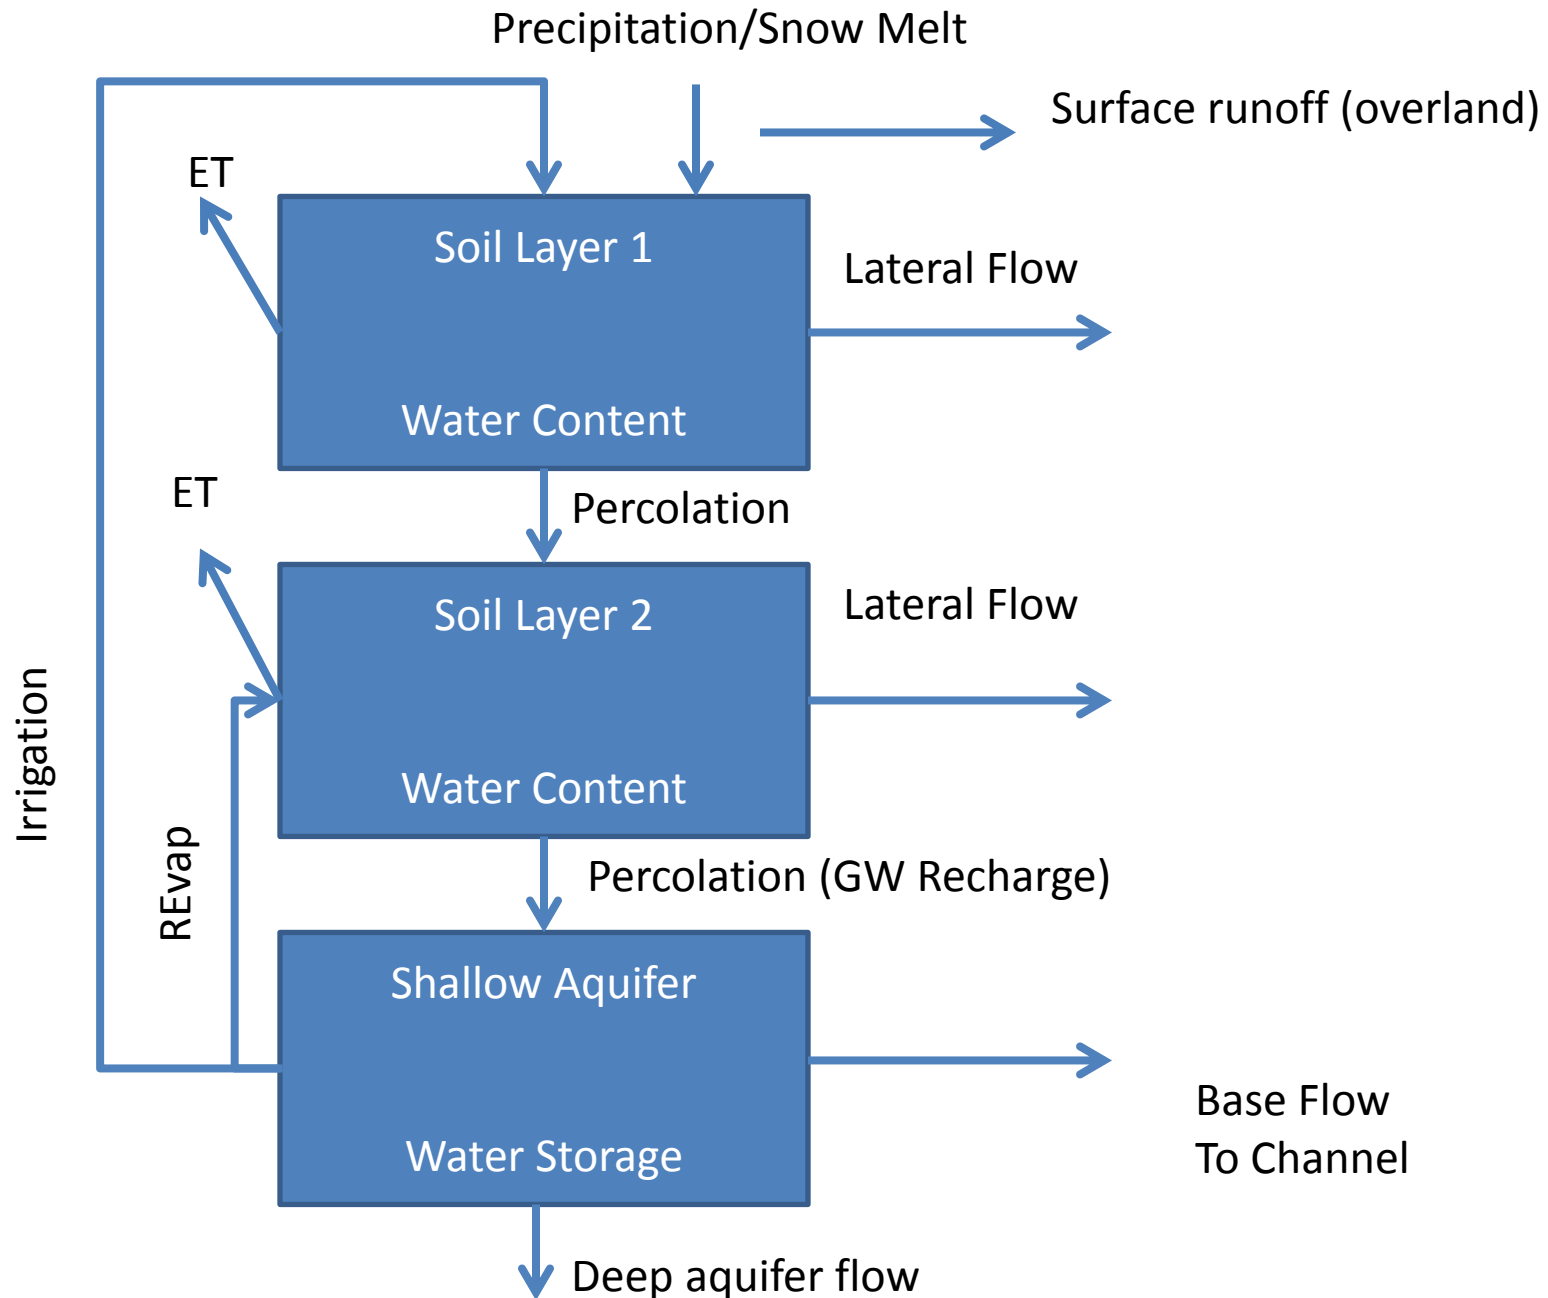 Precipitation/Snow Melt
Surface runoff (overland)
ET
Soil Layer 1
Lateral Flow
Water Content
ET
Percolation
Soil Layer 2
Lateral Flow
Irrigation
Water Content
REvap
Percolation (GW Recharge)
Shallow Aquifer
Base Flow
To Channel
Water Storage
Deep aquifer flow